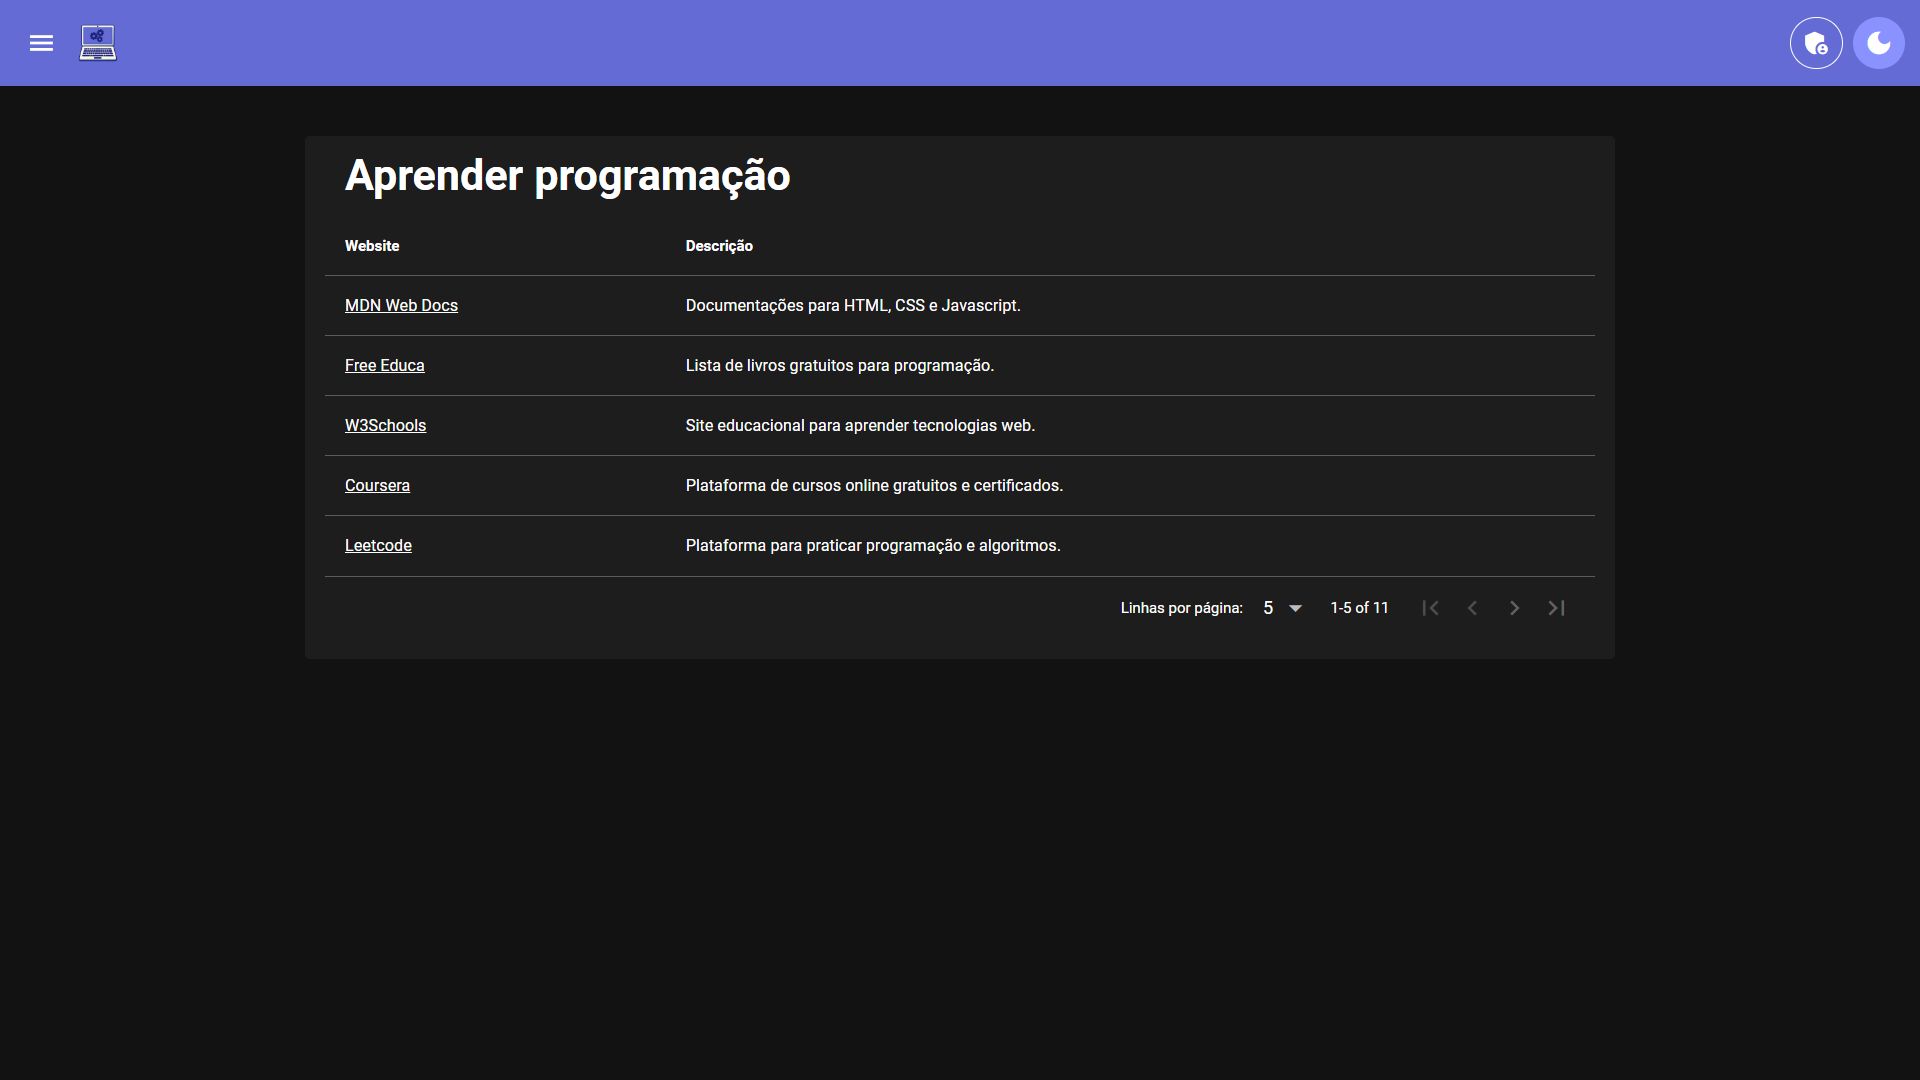 Aprender programação
Website Descrição
MDN Web Docs Documentações para HTML, CSS e Javascript.
Free Educa Lista de livros gratuitos para programação.
W3Schools Site educacional para aprender tecnologias web.
Coursera Plataforma de cursos online gratuitos e certificados.
Leetcode Plataforma para praticar programação e algoritmos.
Linhas por página: 5 1-5 of 11